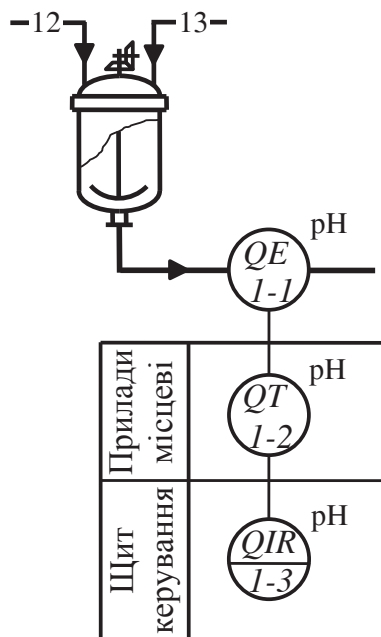 12
13
pH
QE
1-1
Прилади
місцеві
pH
QT
1-2
Щит
керування
pH
QIR
1-3